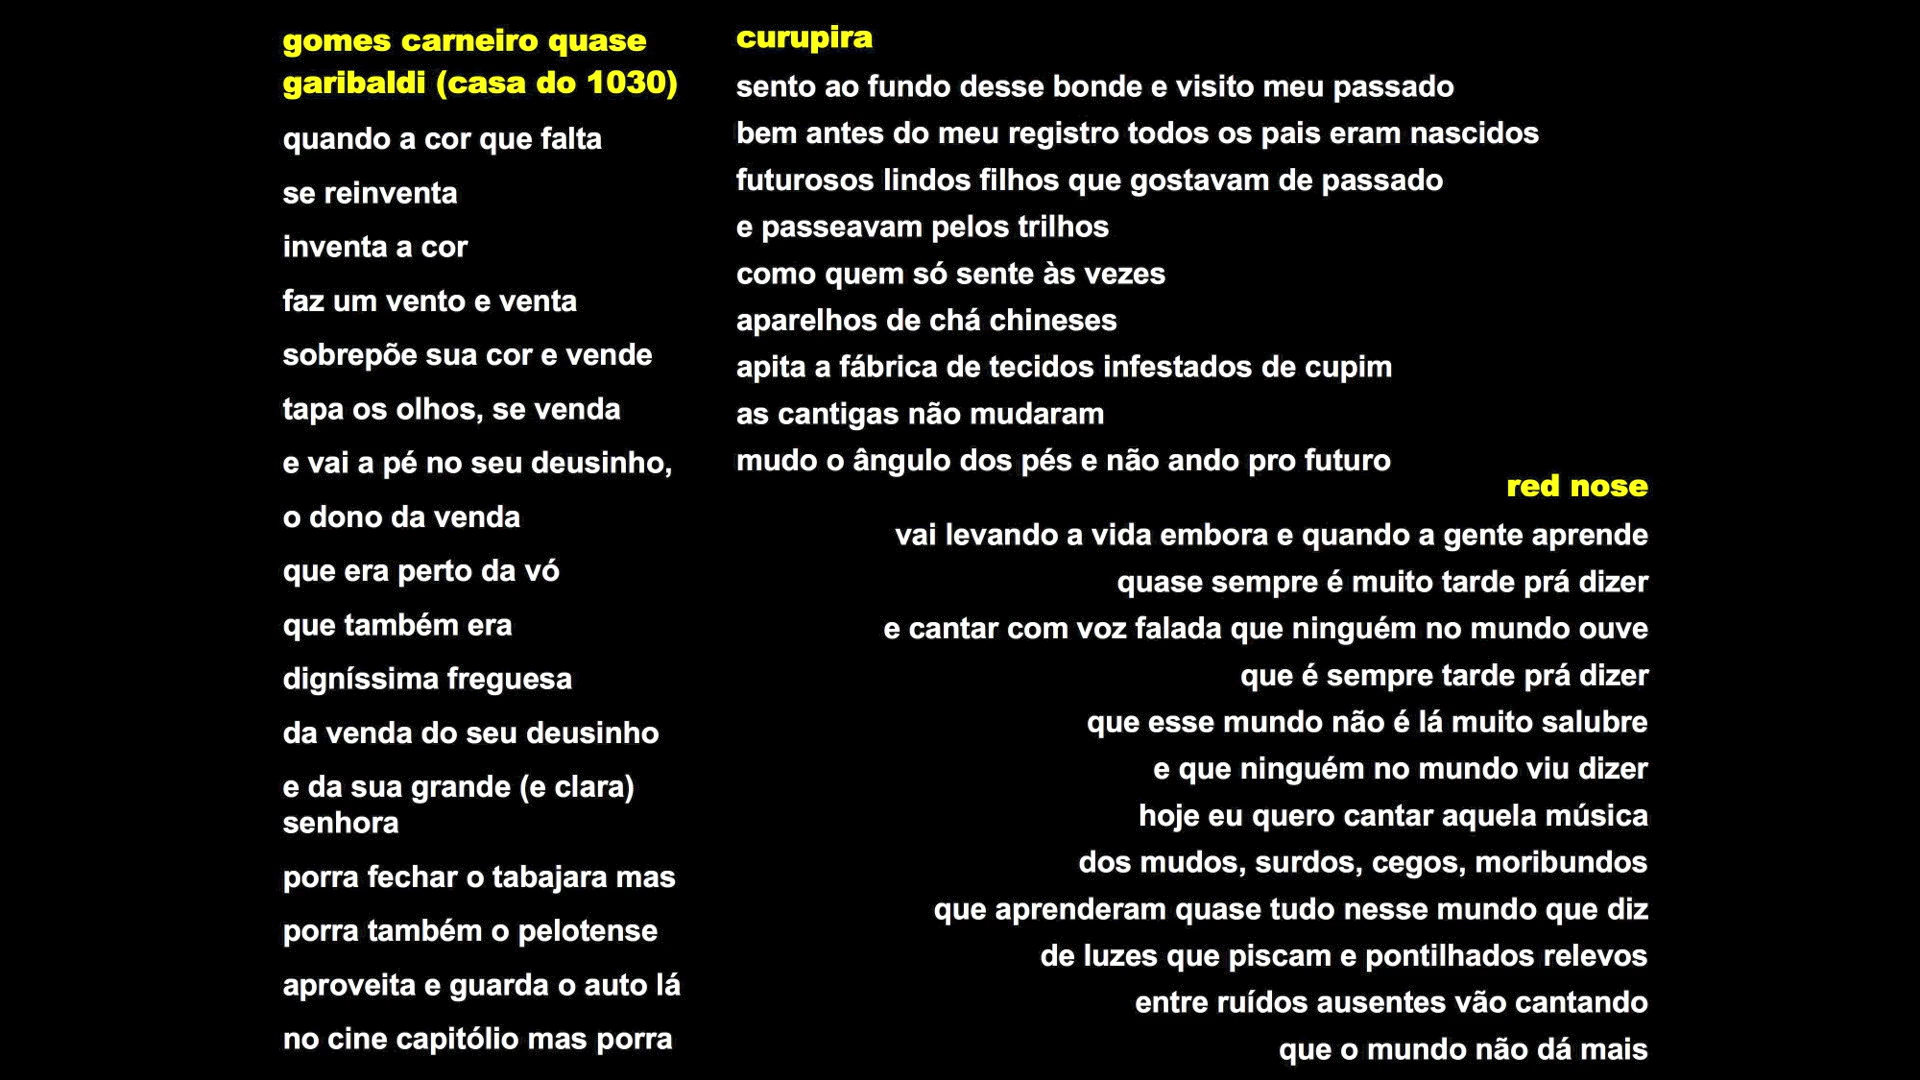 gomes carneiro quase
garibaldi (casa do 1030)
quando a cor que falta
se reinventa
inventa a cor
faz um vento e venta
sobrepõe sua cor e vende
tapa os olhos, se venda
e vai a pé no seu deusinho,
o dono da venda
que era perto da vó
que também era
digníssima freguesa
da venda do seu deusinho
e da sua grande (e clara)
senhora
porra fechar o tabajara mas
porra também o pelotense
aproveita e guarda o auto lá
no cine capitólio mas porra
curupira
sento ao fundo desse bonde e visito meu passado
bem antes do meu registro todos os pais eram nascidos
futurosos lindos filhos que gostavam de passado
e passeavam pelos trilhos
como quem só sente às vezes
aparelhos de chá chineses
apita a fábrica de tecidos infestados de cupim
as cantigas não mudaram
mudo o ângulo dos pés e não ando pro futuro
red nose
vai levando a vida embora e quando a gente aprende
quase sempre é muito tarde prá dizer
e cantar com voz falada que ninguém no mundo ouve
que é sempre tarde prá dizer
que esse mundo não é lá muito salubre
e que ninguém no mundo viu dizer
hoje eu quero cantar aquela música
dos mudos, surdos, cegos, moribundos
que aprenderam quase tudo nesse mundo que diz
de luzes que piscam e pontilhados relevos
entre ruídos ausentes vão cantando
que o mundo não dá mais